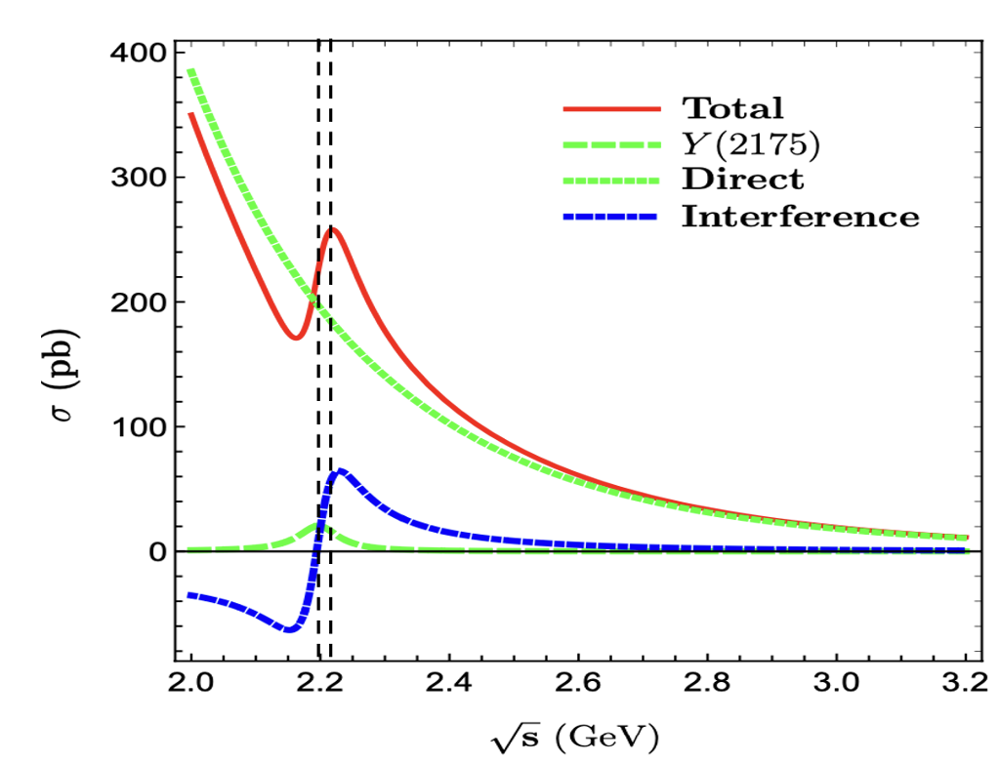 400
300
200
100
0
σ (pb)
Total
Y(2175)
Direct
Interference
2.0 2.2 2.4 2.6 2.8 3.0 3.2
√s (GeV)